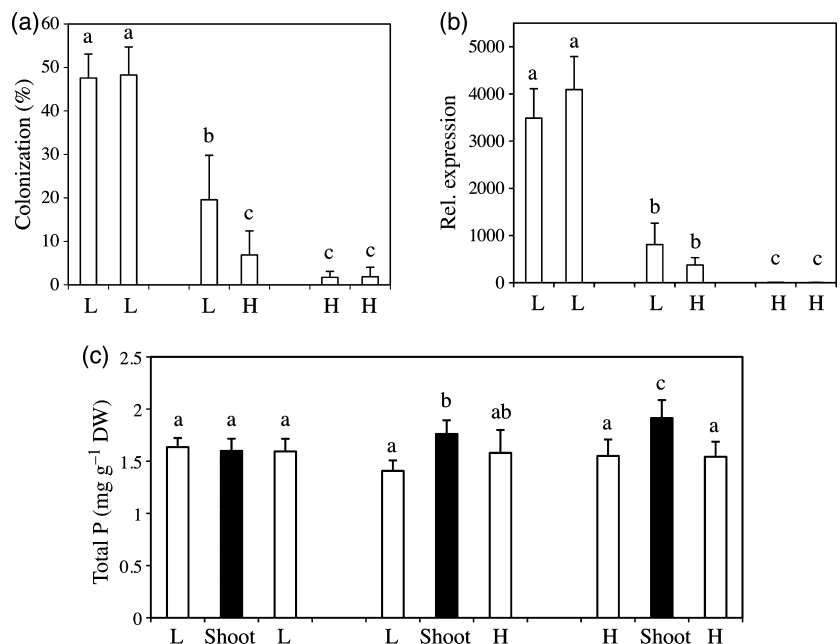 (a)
Colonization (%)
60
50
40
30
20
10
0
a
a
b
c
c
c
L
L
L
H
H
H
(b)
Rel. expression
5000
4000
3000
2000
1000
0
a
a
b
b
c
c
L
L
L
H
H
H
(c)
Total P (mg g⁻¹ DW)
2.5
2
1.5
1
0.5
0
a
a
a
a
b
ab
a
c
a
L Shoot L
L Shoot H
H Shoot H